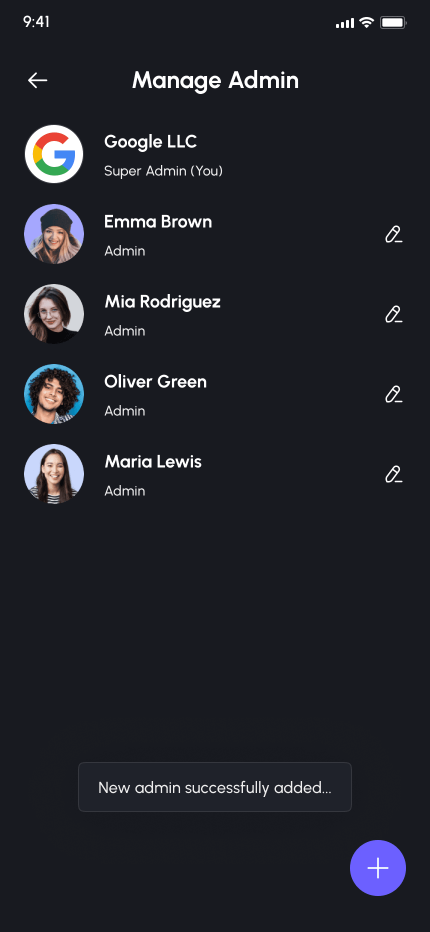 9:41
Manage Admin
Google LLC
Super Admin (You)
Emma Brown
Admin
Mia Rodriguez
Admin
Oliver Green
Admin
Maria Lewis
Admin
New admin successfully added...